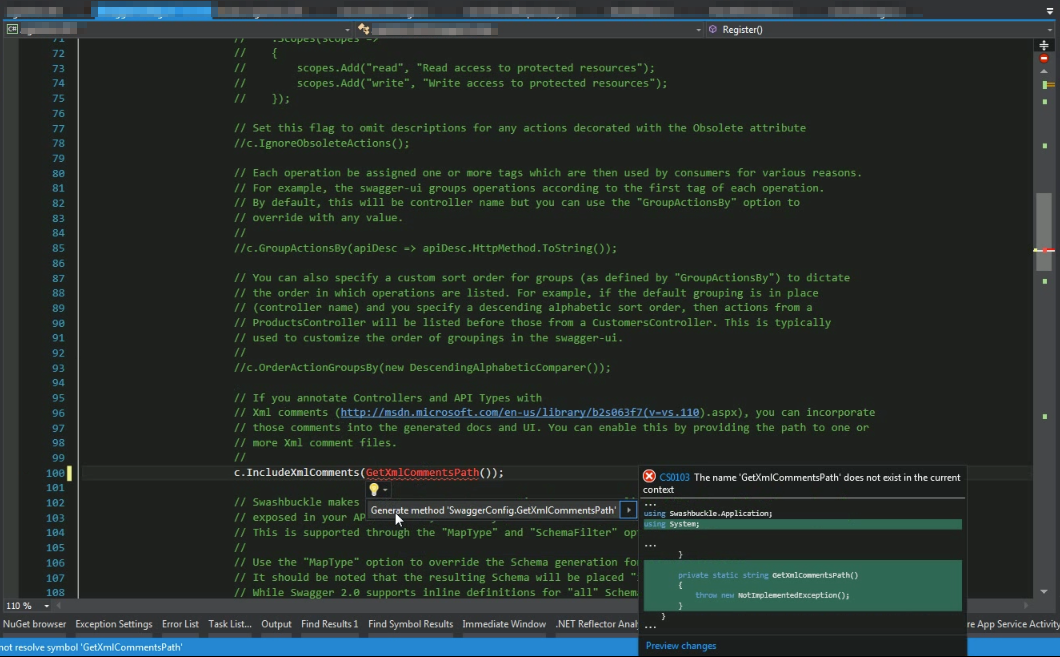 Register()
71 // .Scopes(scopes =>
72 // {
73 // scopes.Add("read", "Read access to protected resources");
74 // scopes.Add("write", "Write access to protected resources");
75 // });
76
77 // Set this flag to omit descriptions for any actions decorated with the Obsolete attribute
78 //c.IgnoreObsoleteActions();
79
80 // Each operation be assigned one or more tags which are then used by consumers for various reasons.
81 // For example, the swagger-ui groups operations according to the first tag of each operation.
82 // By default, this will be controller name but you can use the "GroupActionsBy" option to
83 // override with any value.
84 //
85 //c.GroupActionsBy(apiDesc => apiDesc.HttpMethod.ToString());
86
87 // You can also specify a custom sort order for groups (as defined by "GroupActionsBy") to dictate
88 // the order in which operations are listed. For example, if the default grouping is in place
89 // (controller name) and you specify a descending alphabetic sort order, then actions from a
90 // ProductsController will be listed before those from a CustomersController. This is typically
91 // used to customize the order of groupings in the swagger-ui.
92 //
93 //c.OrderActionGroupsBy(new DescendingAlphabeticComparer());
94
95 // If you annotate Controllers and API Types with
96 // Xml comments (http://msdn.microsoft.com/en-us/library/b2s063f7(v=vs.110).aspx), you can incorporate
97 // those comments into the generated docs and UI. You can enable this by providing the path to one or
98 // more Xml comment files.
99 //
100 c.IncludeXmlComments(GetXmlCommentsPath());
101
102 // Swashbuckle makes
103 // exposed in your AP
104 // This is supported through the "MapType" and "SchemaFilter" op
105 //
106 // Use the "MapType" option to override the Schema generation fo
107 // It should be noted that the resulting Schema will be placed "
108 // While Swagger 2.0 supports inline definitions for "all" Schem
Generate method 'SwaggerConfig.GetXmlCommentsPath'
CS0103 The name 'GetXmlCommentsPath' does not exist in the current
context
...
using Swashbuckle.Application;
using System;
...
}
private static string GetXmlCommentsPath()
{
throw new NotImplementedException();
}
}
...
Preview changes
110 %
NuGet browser Exception Settings Error List Task List... Output Find Results 1 Find Symbol Results Immediate Window .NET Reflector Anal re App Service Activity
not resolve symbol 'GetXmlCommentsPath'